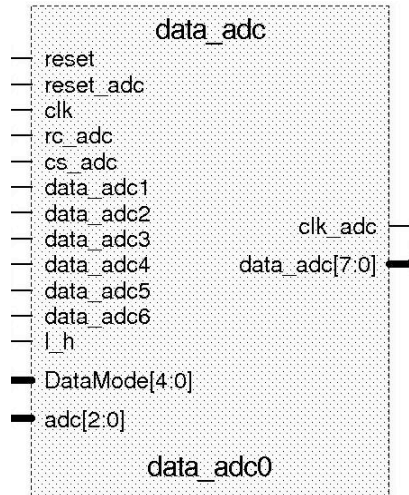 data_adc
reset
reset_adc
clk
rc_adc
cs_adc
data_adc1
data_adc2
data_adc3
data_adc4
data_adc5
data_adc6
l_h
DataMode[4:0]
adc[2:0]
clk_adc
data_adc[7:0]
data_adc0